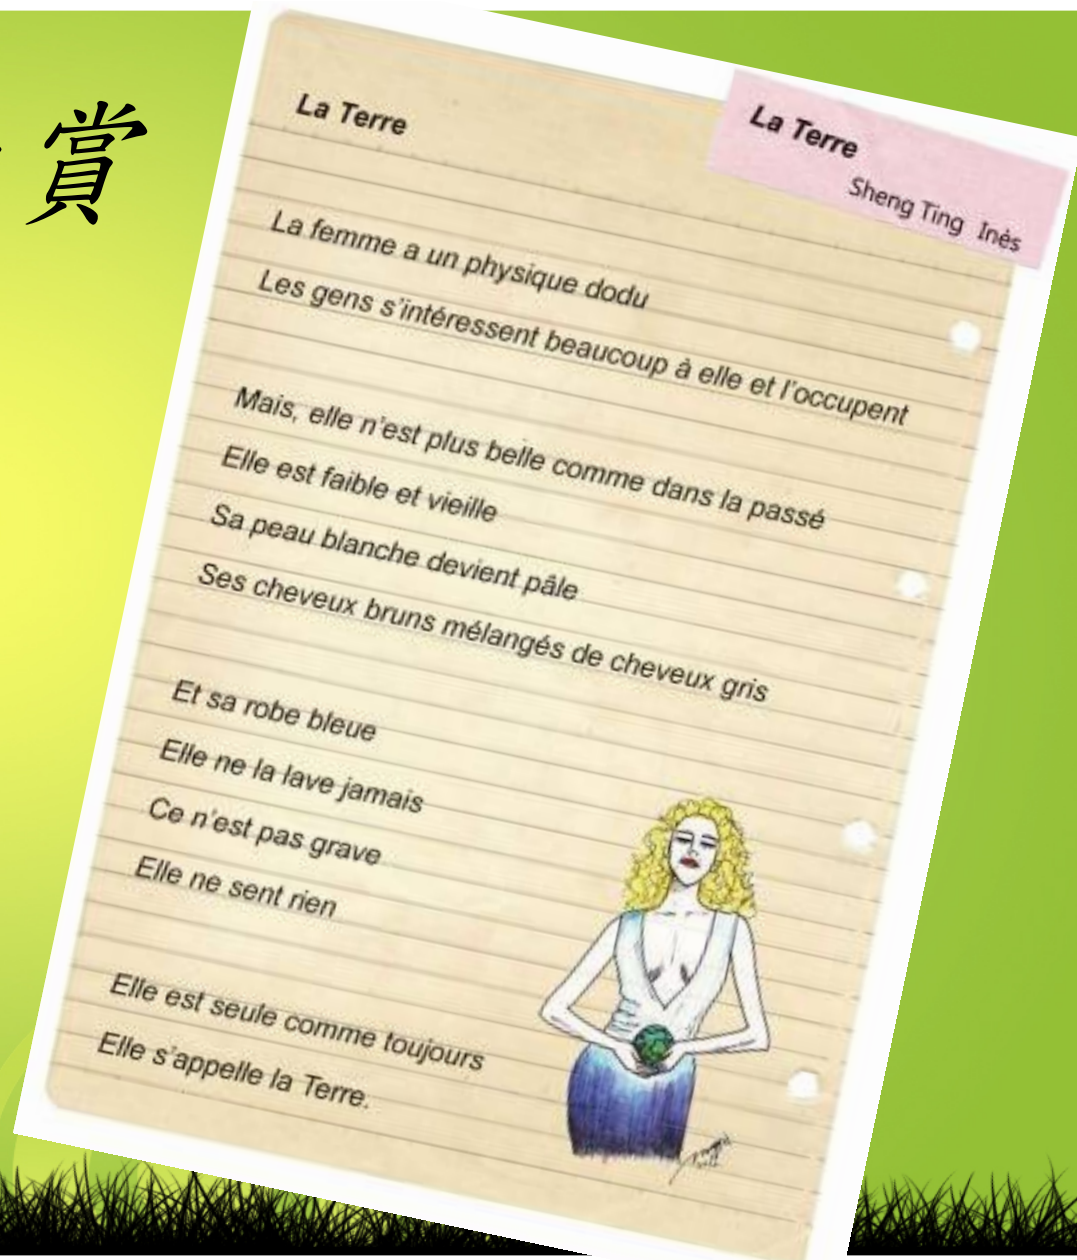 賞
La Terre
La Terre
Sheng Ting Inès
La femme a un physique dodu
Les gens s'intéressent beaucoup à elle et l'occupent
Mais, elle n'est plus belle comme dans la passé
Elle est faible et vieille
Sa peau blanche devient pâle
Ses cheveux bruns mélangés de cheveux gris
Et sa robe bleue
Elle ne la lave jamais
Ce n'est pas grave
Elle ne sent rien
Elle est seule comme toujours
Elle s'appelle la Terre.